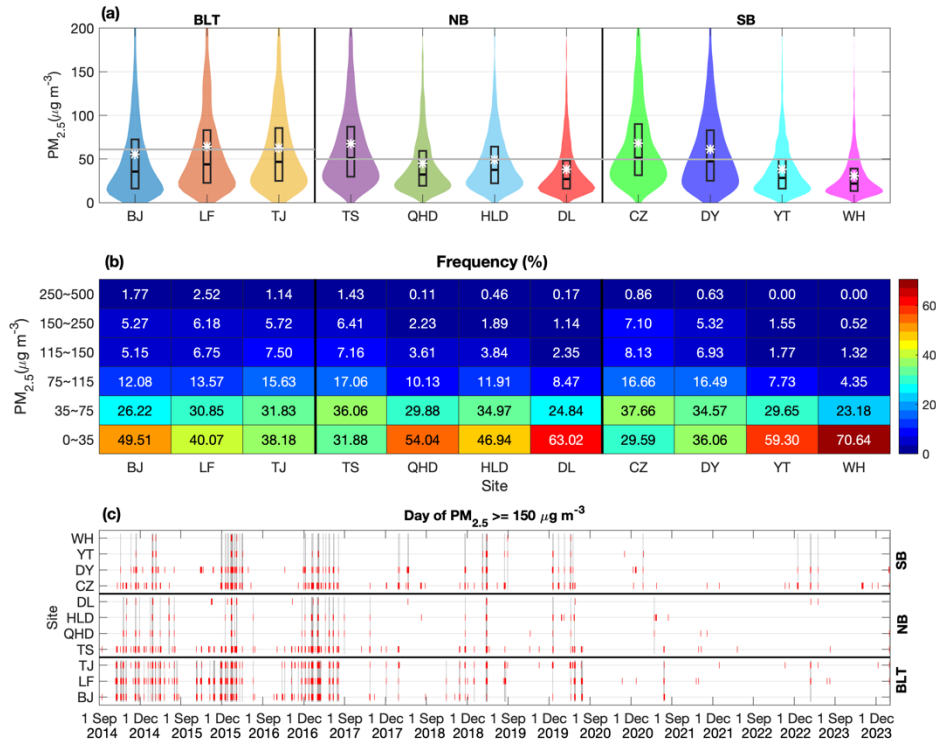 (a)
BLT NB SB
PM2.5(μg m-3)
200
150
100
50
0
BJ LF TJ TS QHD HLD DL CZ DY YT WH
(b) Frequency (%)
PM2.5(μg m-3)
250~500 1.77 2.52 1.14 1.43 0.11 0.46 0.17 0.86 0.63 0.00 0.00
150~250 5.27 6.18 5.72 6.41 2.23 1.89 1.14 7.10 5.32 1.55 0.52
115~150 5.15 6.75 7.50 7.16 3.61 3.84 2.35 8.13 6.93 1.77 1.32
75~115 12.08 13.57 15.63 17.06 10.13 11.91 8.47 16.66 16.49 7.73 4.35
35~75 26.22 30.85 31.83 36.06 29.88 34.97 24.84 37.66 34.57 29.65 23.18
0~35 49.51 40.07 38.18 31.88 54.04 46.94 63.02 29.59 36.06 59.30 70.64
BJ LF TJ TS QHD HLD DL CZ DY YT WH
Site
60
40
20
0
(c) Day of PM2.5 >= 150 μg m-3
Site
WH
YT
DY
CZ
SB
DL
HLD
QHD
TS
NB
TJ
LF
BJ
BLT
1 Sep 1 Dec 1 Sep 1 Dec 1 Sep 1 Dec 1 Sep 1 Dec 1 Sep 1 Dec 1 Sep 1 Dec 1 Sep 1 Dec 1 Sep 1 Dec 1 Sep 1 Dec 1 Sep 1 Dec
2014 2014 2015 2015 2016 2016 2017 2017 2018 2018 2019 2019 2020 2020 2021 2021 2022 2022 2023 2023